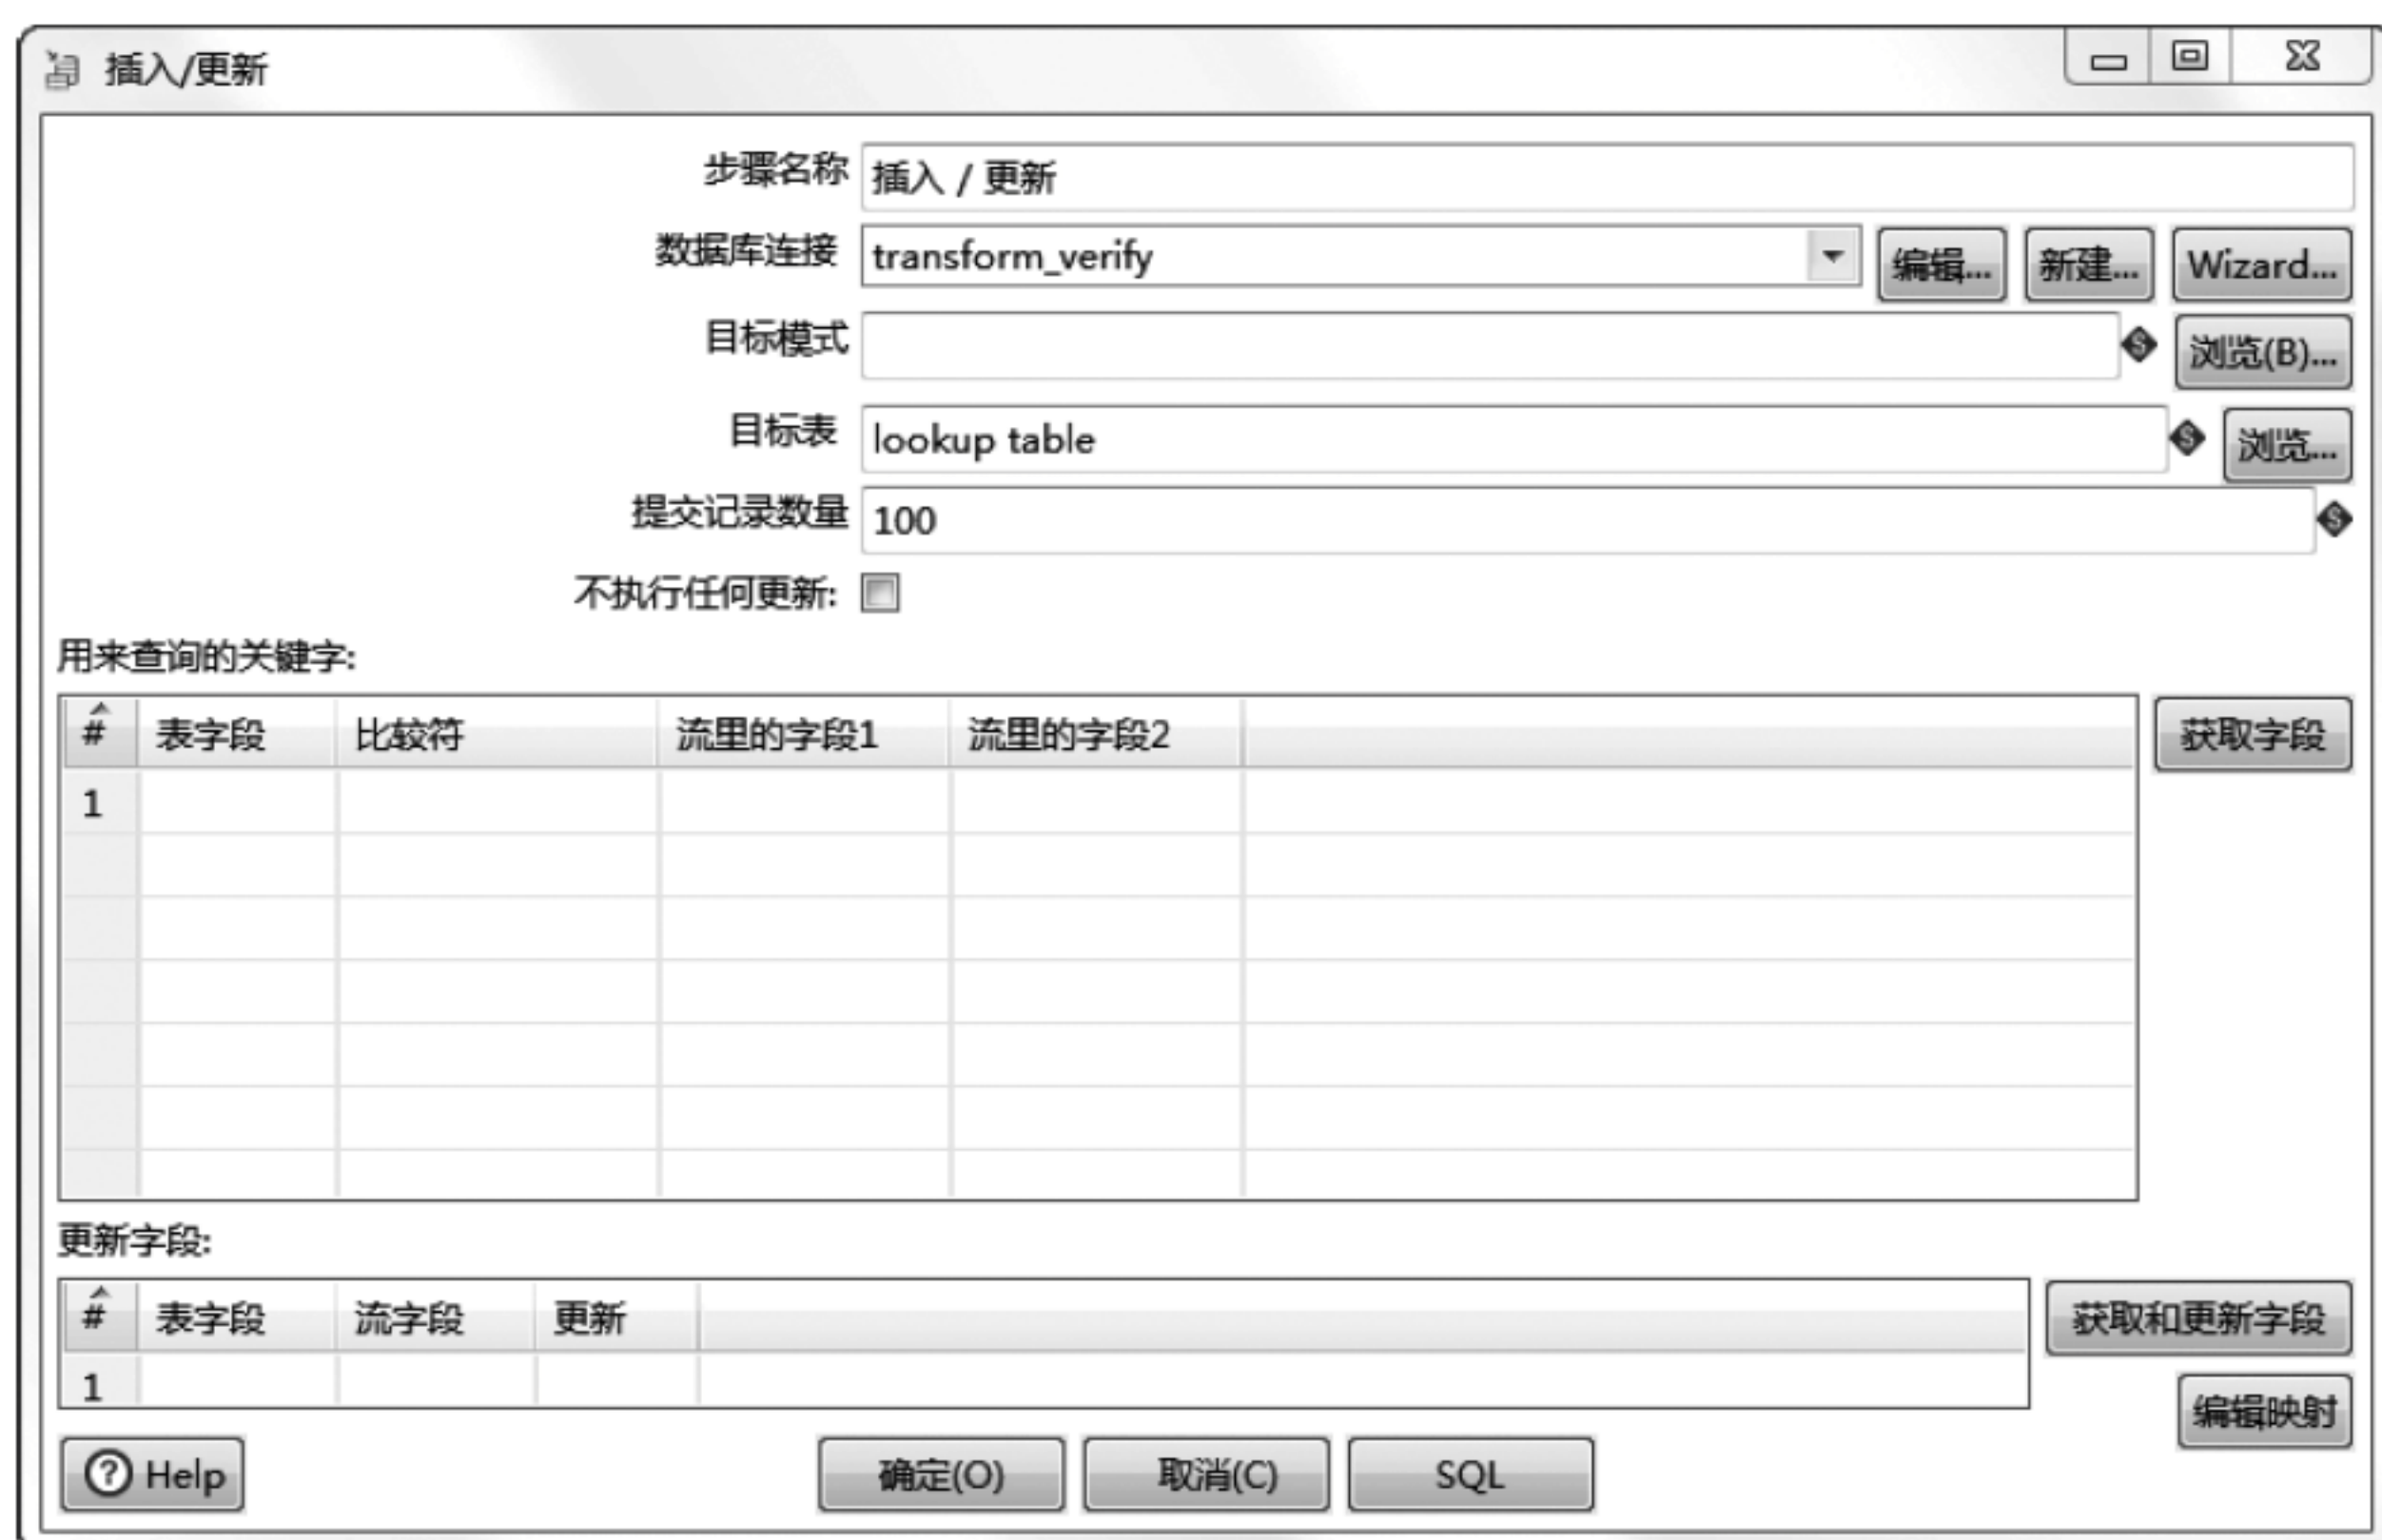 插入/更新
步骤名称 插入 / 更新
数据库连接 transform_verify 编辑... 新建... Wizard...
目标模式 浏览(B)...
目标表 lookup table 浏览...
提交记录数量 100
不执行任何更新:
用来查询的关键字:
# 表字段 比较符 流里的字段1 流里的字段2 获取字段
1
更新字段:
# 表字段 流字段 更新 获取和更新字段
1
编辑映射
Help 确定(O) 取消(C) SQL